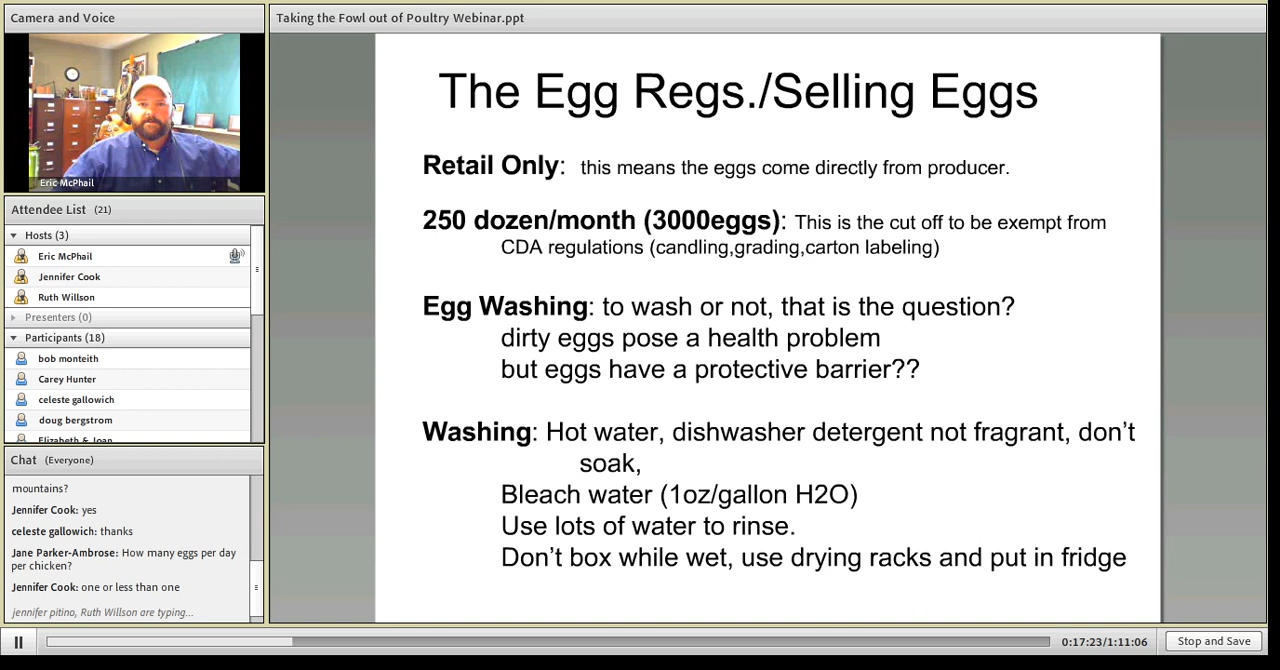 Camera and Voice
Eric McPhail
Attendee List (21)
Hosts (3)
Eric McPhail
Jennifer Cook
Ruth Willson
Presenters (0)
Participants (18)
bob monteith
Carey Hunter
celeste gallowich
doug bergstrom
Elizabeth & Joan
Chat (Everyone)
mountains?
Jennifer Cook: yes
celeste gallowich: thanks
Jane Parker-Ambrose: How many eggs per day
per chicken?
Jennifer Cook: one or less than one
jennifer pitino, Ruth Willson are typing...
Taking the Fowl out of Poultry Webinar.ppt
The Egg Regs./Selling Eggs
Retail Only: this means the eggs come directly from producer.
250 dozen/month (3000eggs): This is the cut off to be exempt from
CDA regulations (candling,grading,carton labeling)
Egg Washing: to wash or not, that is the question?
dirty eggs pose a health problem
but eggs have a protective barrier??
Washing: Hot water, dishwasher detergent not fragrant, don't
soak,
Bleach water (1oz/gallon H2O)
Use lots of water to rinse.
Don't box while wet, use drying racks and put in fridge
0:17:23/1:11:06
Stop and Save